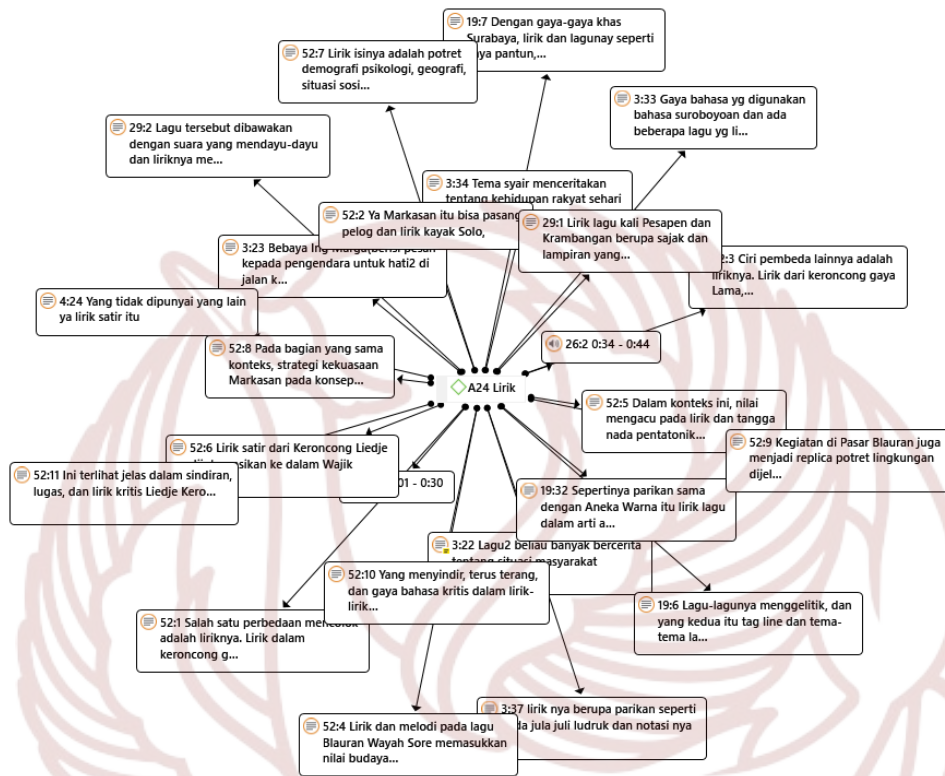 19:7 Dengan gaya-gaya khas
Surabaya, lirik dan lagunay seperti
aya pantun,...
52:7 Lirik isinya adalah potret
demografi psikologi, geografi,
situasi sosi...
3:33 Gaya bahasa yg digunakan
bahasa suroboyoan dan ada
beberapa lagu yg li...
29:2 Lagu tersebut dibawakan
dengan suara yang mendayu-dayu
dan liriknya me...
3:34 Tema syair menceritakan
tentang kehidupan rakyat sehari
52:2 Ya Markasan itu bisa pasang
pelog dan lirik kayak Solo,
29:1 Lirik lagu kali Pesapen dan
Krambangan berupa sajak dan
lampiran yang...
3:23 Bebaya Ing
kepada pengendara untuk hati2 di
jalan k...
2:3 Ciri pembeda lainnya adalah
liriknya. Lirik dari keroncong gaya
Lama,...
4:24 Yang tidak dipunyai yang lain
ya lirik satir itu
26:2 0:34 - 0:44
52:8 Pada bagian yang sama
konteks, strategi kekuasaan
Markasan pada konsep...
A24 Lirik
52:5 Dalam konteks ini, nilai
mengacu pada lirik dan tangga
nada pentatonik...
52:9 Kegiatan di Pasar Blauran juga
menjadi replica potret lingkungan
dijel...
52:6 Lirik satir dari Keroncong Liedje
ke dalam Wajik
52:11 Ini terlihat jelas dalam sindiran,
lugas, dan lirik kritis Liedje Kero...
01 - 0:30
19:32 Sepertinya parikan sama
dengan Aneka Warna itu lirik lagu
dalam arti a...
3:22 Lagu2 beliau banyak bercerita
tentang situasi masyarakat
52:10 Yang menyindir, terus terang,
dan gaya bahasa kritis dalam lirik-
lirik...
19:6 Lagu-lagunya menggelitik, dan
yang kedua itu tag line dan tema-
tema la...
52:1 Salah satu perbedaan
adalah liriknya. Lirik dalam
keroncong g...
3:37 lirik nya berupa parikan seperti
da jula juli ludruk dan notasi nya
52:4 Lirik dan melodi pada lagu
Blauran Wayah Sore memasukkan
nilai budaya...